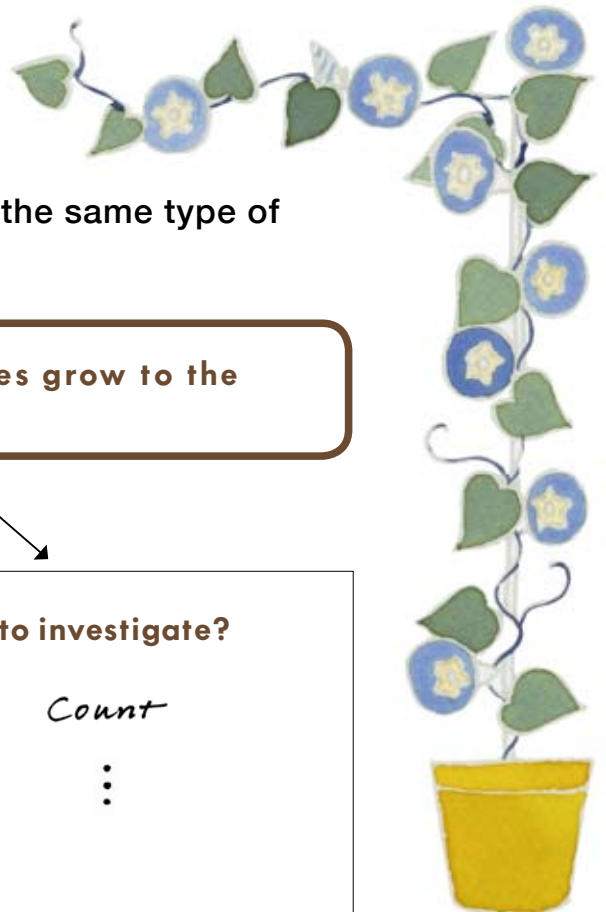 the same type of
es grow to the
to investigate?
Count